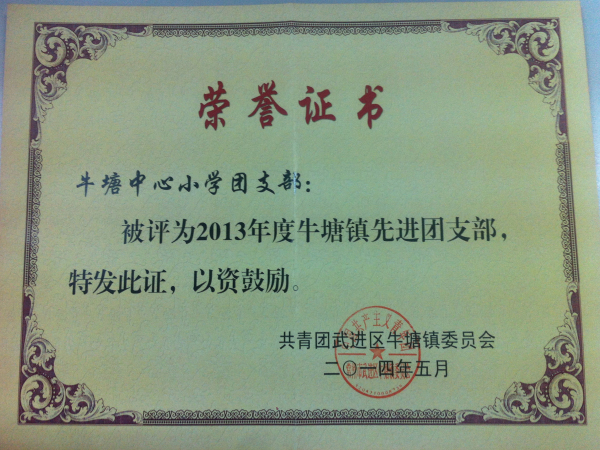 荣誉证书
牛塘中心小学团支部：
被评为2013年度牛塘镇先进团支部，
特发此证，以资鼓励。
共青团武进区牛塘镇委员会
二〇一四年五月